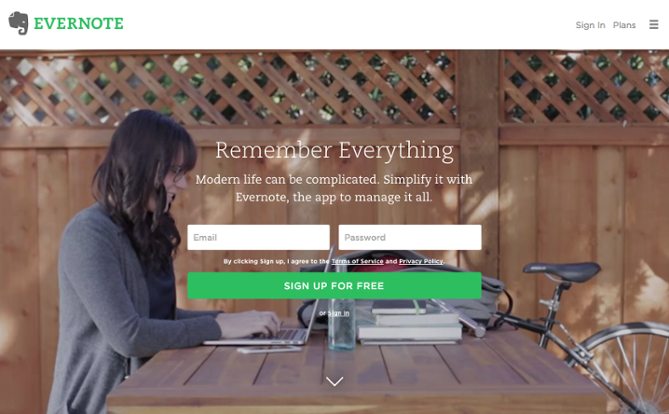 EVERNOTE
Sign In
Plans
Remember Everything
Modern life can be complicated. Simplify it with
Evernote, the app to manage it all.
Email
Password
By clicking Sign up, I agree to the Terms of Service and Privacy Policy.
SIGN UP FOR FREE
or Sign in